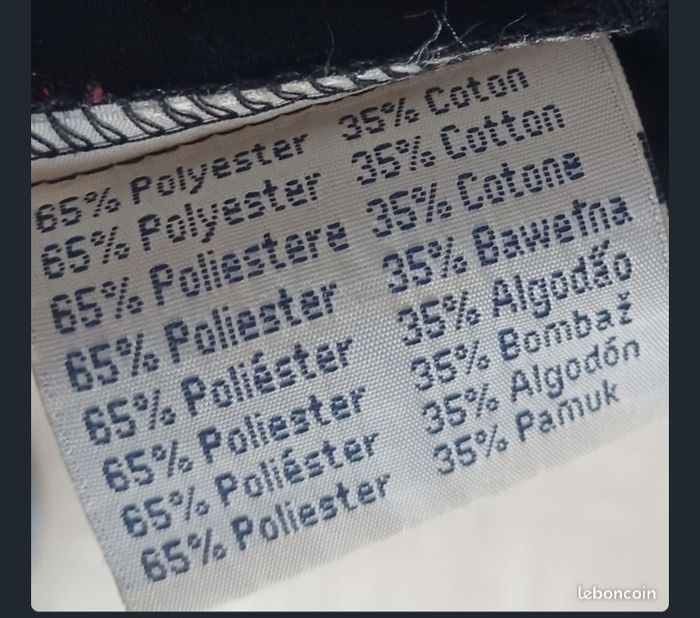 65% Polyester 35% Coton
65% Polyester 35% Cotton
65% Poliestere 35% Cotone
65% Poliester 35% Bawełna
65% Poliéster 35% Algodão
65% Poliester 35% Bombaž
65% Poliéster 35% Algodón
65% Poliester 35% Pamuk
leboncoin